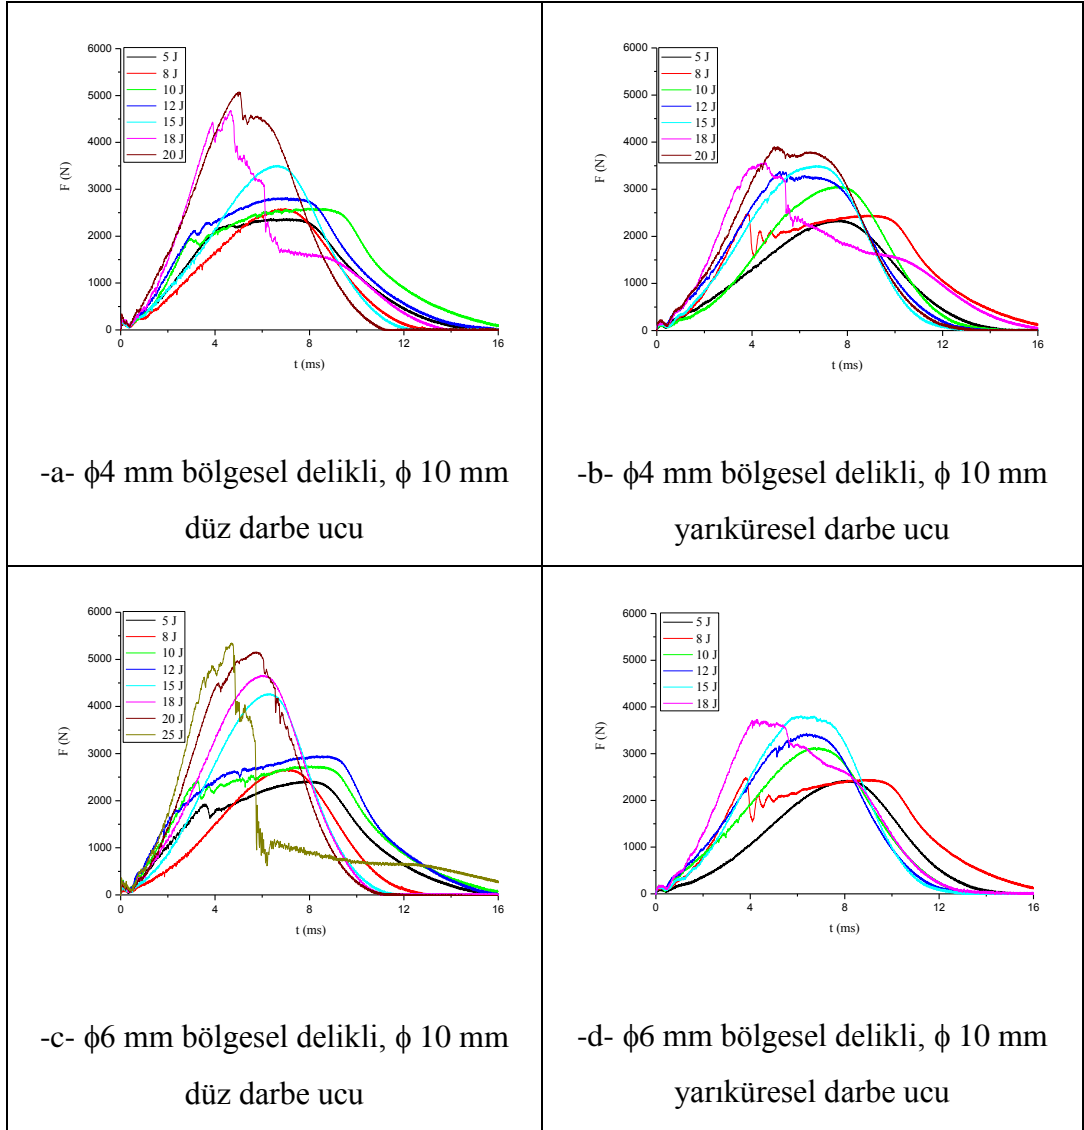 6000
5000
4000
3000
2000
1000
0
F (N)
5 J
8 J
10 J
12 J
15 J
18 J
20 J
0 4 8 12 16
t (ms)
-a- ϕ4 mm bölgesel delikli, ϕ 10 mm
düz darbe ucu
6000
5000
4000
3000
2000
1000
0
F (N)
5 J
8 J
10 J
12 J
15 J
18 J
20 J
0 4 8 12 16
t (ms)
-b- ϕ4 mm bölgesel delikli, ϕ 10 mm
yarıküresel darbe ucu
6000
5000
4000
3000
2000
1000
0
F (N)
5 J
8 J
10 J
12 J
15 J
18 J
20 J
25 J
0 4 8 12 16
t (ms)
-c- ϕ6 mm bölgesel delikli, ϕ 10 mm
düz darbe ucu
6000
5000
4000
3000
2000
1000
0
F (N)
5 J
8 J
10 J
12 J
15 J
18 J
0 4 8 12 16
t (ms)
-d- ϕ6 mm bölgesel delikli, ϕ 10 mm
yarıküresel darbe ucu